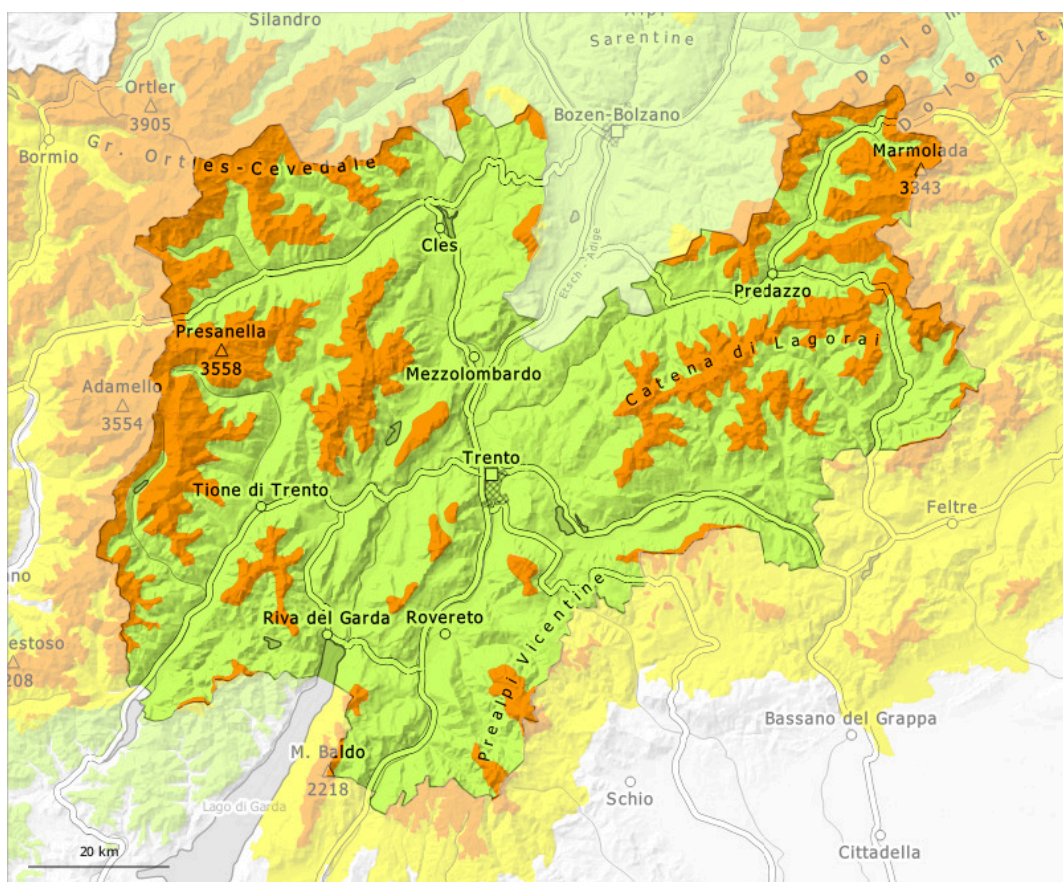 Silandro
Sarentine
Ortler
3905
Bozen-Bolzano
Bormio
Gr. Ortles-Cevedale
Marmolada
3343
Cles
Etsch - Adige
Predazzo
Presanella
3558
Catena di Lagorai
Mezzolombardo
Adamello
3554
Trento
Tione di Trento
Feltre
Riva del Garda
Rovereto
Prealpi Vicentine
Bassano del Grappa
M. Baldo
2218
Lago di Garda
Schio
Cittadella
20 km